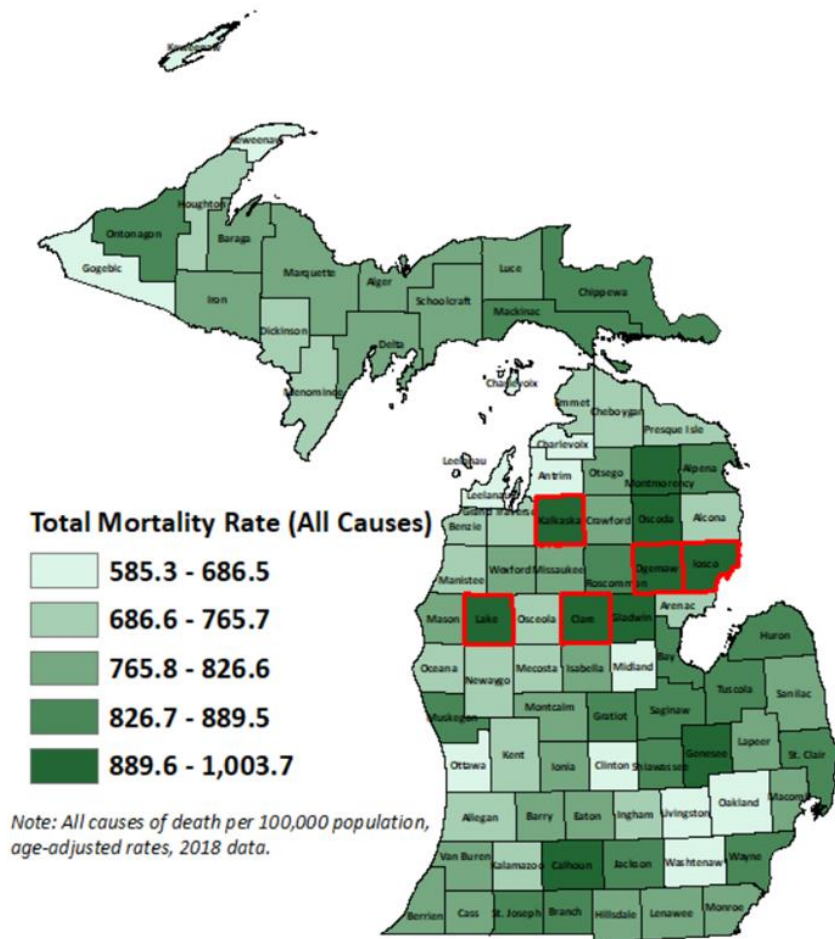 Keweenaw
Keweenaw
Houghton
Ontonagon
Baraga
Gogebic
Marquette
Alger
Luce
Chippewa
Iron
Schoolcraft
Mackinac
Dickinson
Delta
Menominee
Charlevoix
Emmet
Cheboygan
Presque Isle
Charlevoix
Leelanau
Antrim
Otsego
Alpena
Montmorency
Leelanau
Total Mortality Rate (All Causes)
Grand Traverse
Benzie
Kalkaska
Crawford
Oscoda
Alcona
585.3 - 686.5
Manistee
Wexford
Missaukee
Roscommon
Ogemaw
Iosco
686.6 - 765.7
Mason
Lake
Osceola
Clare
Gladwin
Arenac
Huron
765.8 - 826.6
Oceana
Newaygo
Mecosta
Isabella
Midland
Bay
826.7 - 889.5
Muskegon
Montcalm
Gratiot
Saginaw
Tuscola
Sanilac
889.6 - 1,003.7
Ottawa
Kent
Ionia
Clinton
Shiawassee
Genesee
Lapeer
St. Clair
Note: All causes of death per 100,000 population,
age-adjusted rates, 2018 data.
Allegan
Barry
Eaton
Ingham
Livingston
Oakland
Macomb
Van Buren
Kalamazoo
Calhoun
Jackson
Washtenaw
Wayne
Berrien
Cass
St. Joseph
Branch
Hillsdale
Lenawee
Monroe